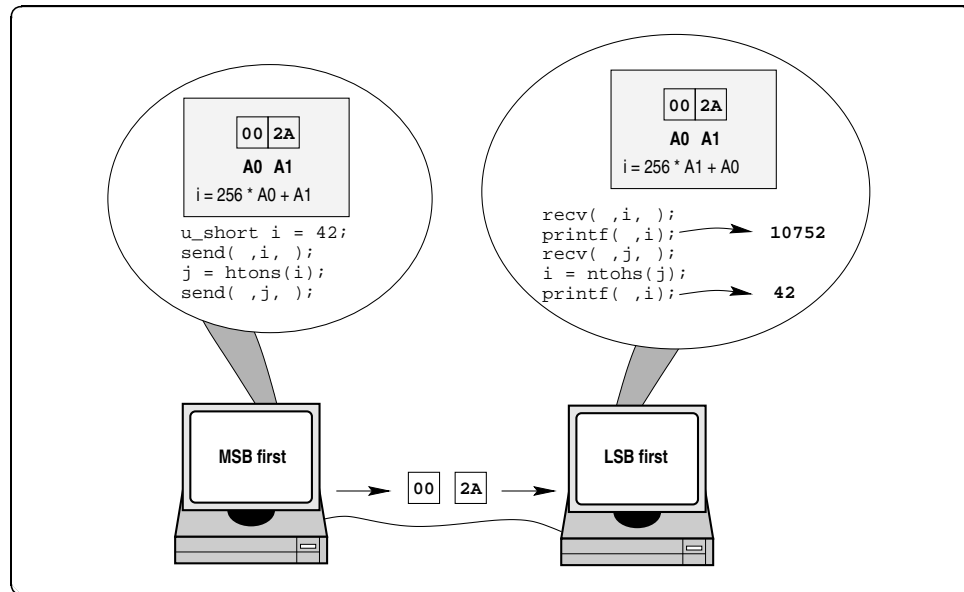 00 2A
A0 A1
i = 256 * A0 + A1
u_short i = 42;
send( ,i, );
j = htons(i);
send( ,j, );
00 2A
A0 A1
i = 256 * A1 + A0
recv( ,i, );
printf( ,i); 10752
recv( ,j, );
i = ntohs(j);
printf( ,i); 42
MSB first
00 2A
LSB first